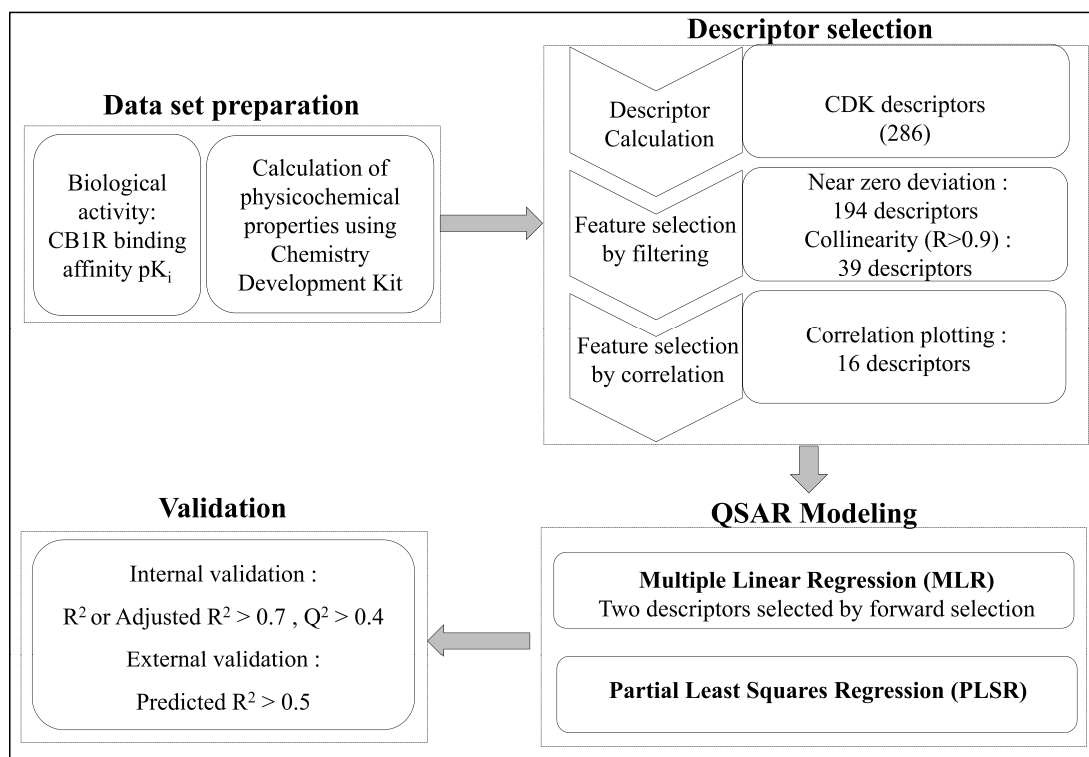 Data set preparation
Biological
activity:
CB1R binding
affinity pKi
Calculation of
physicochemical
properties using
Chemistry
Development Kit
Descriptor selection
Descriptor
Calculation
CDK descriptors
(286)
Feature selection
by filtering
Near zero deviation :
194 descriptors
Collinearity (R>0.9) :
39 descriptors
Feature selection
by correlation
Correlation plotting :
16 descriptors
QSAR Modeling
Multiple Linear Regression (MLR)
Two descriptors selected by forward selection
Partial Least Squares Regression (PLSR)
Validation
Internal validation :
R² or Adjusted R² > 0.7 , Q² > 0.4
External validation :
Predicted R² > 0.5